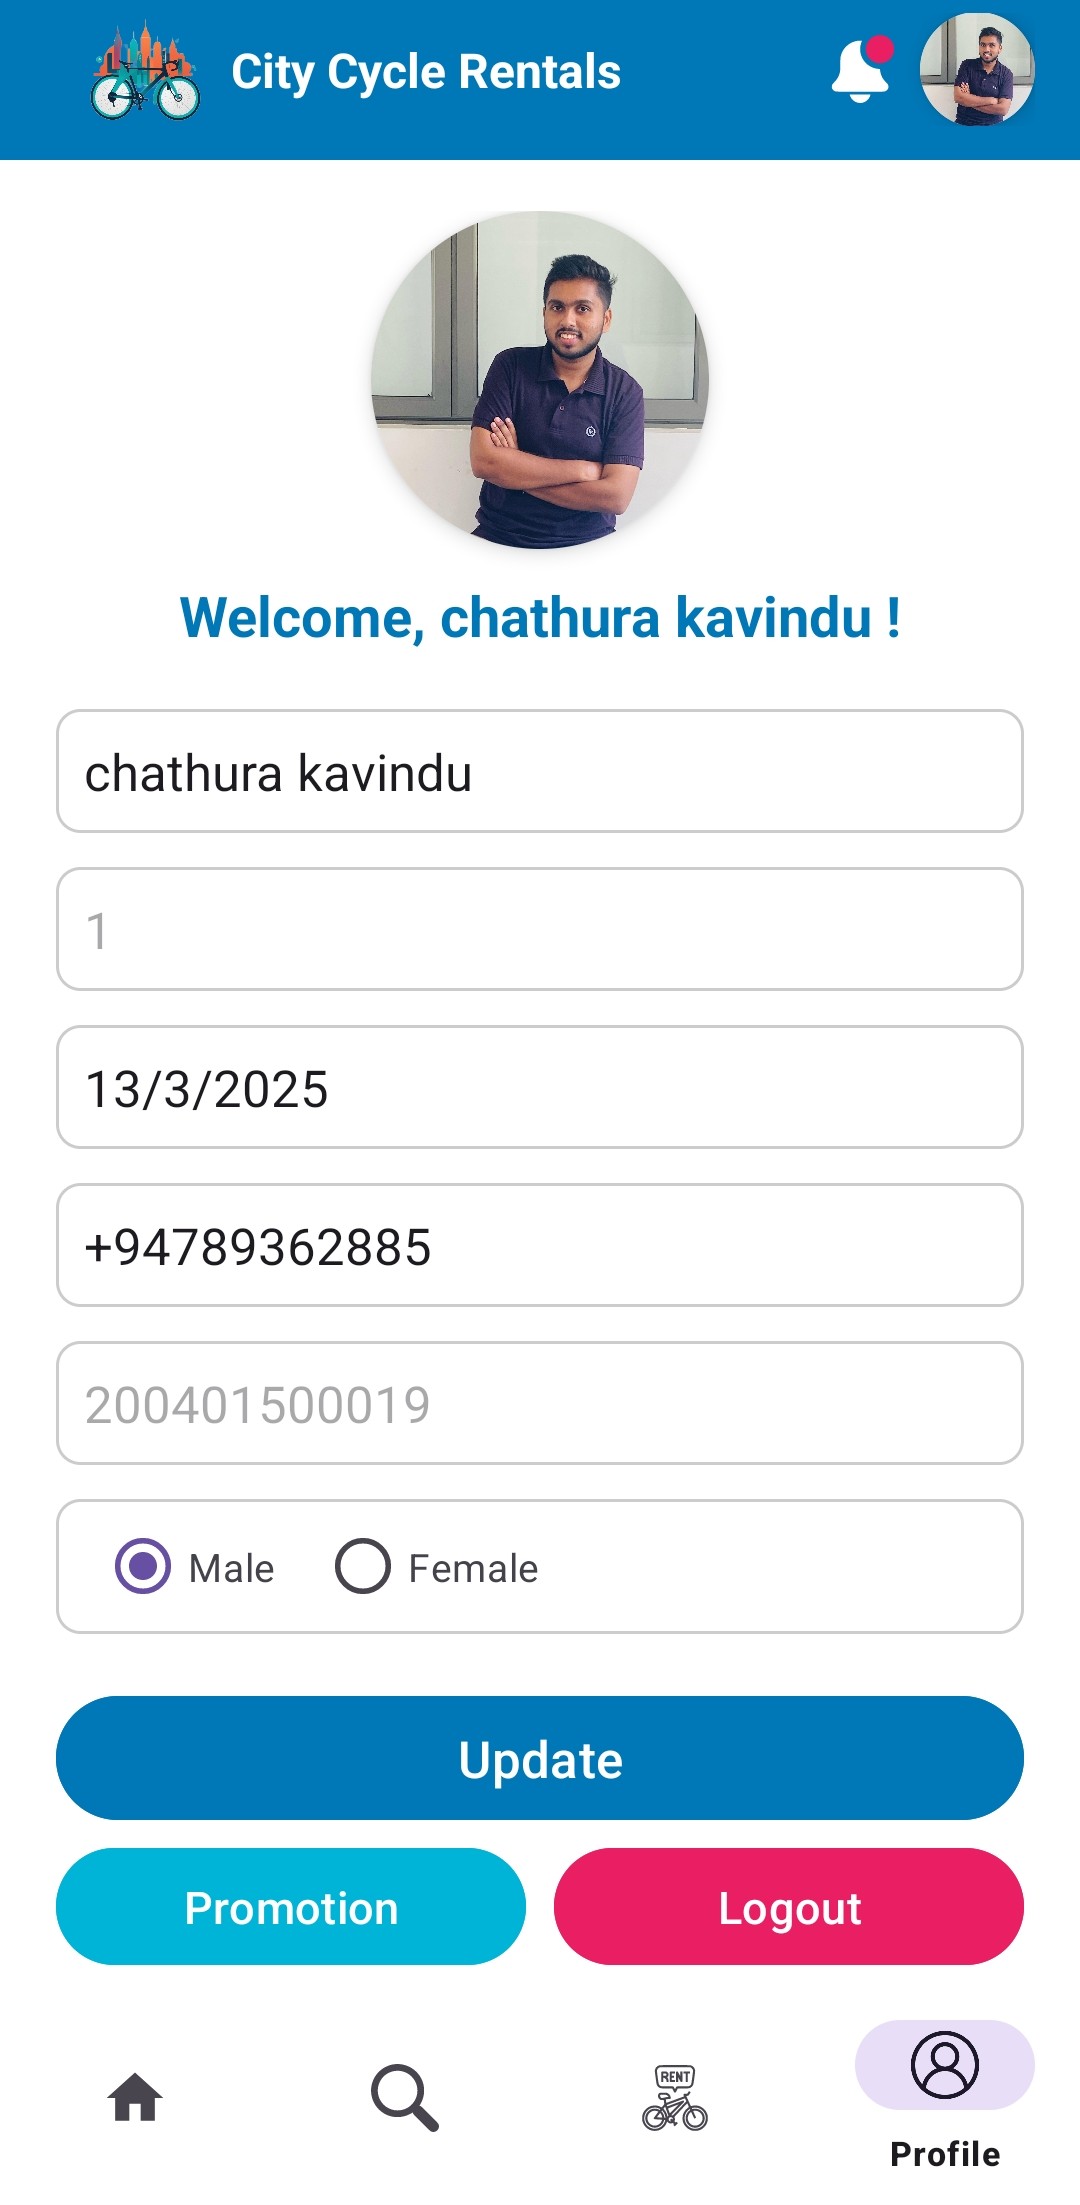 City Cycle Rentals
Welcome, chathura kavindu !
chathura kavindu
1
13/3/2025
+94789362885
200401500019
Male Female
Update
Promotion Logout
RENT
Profile